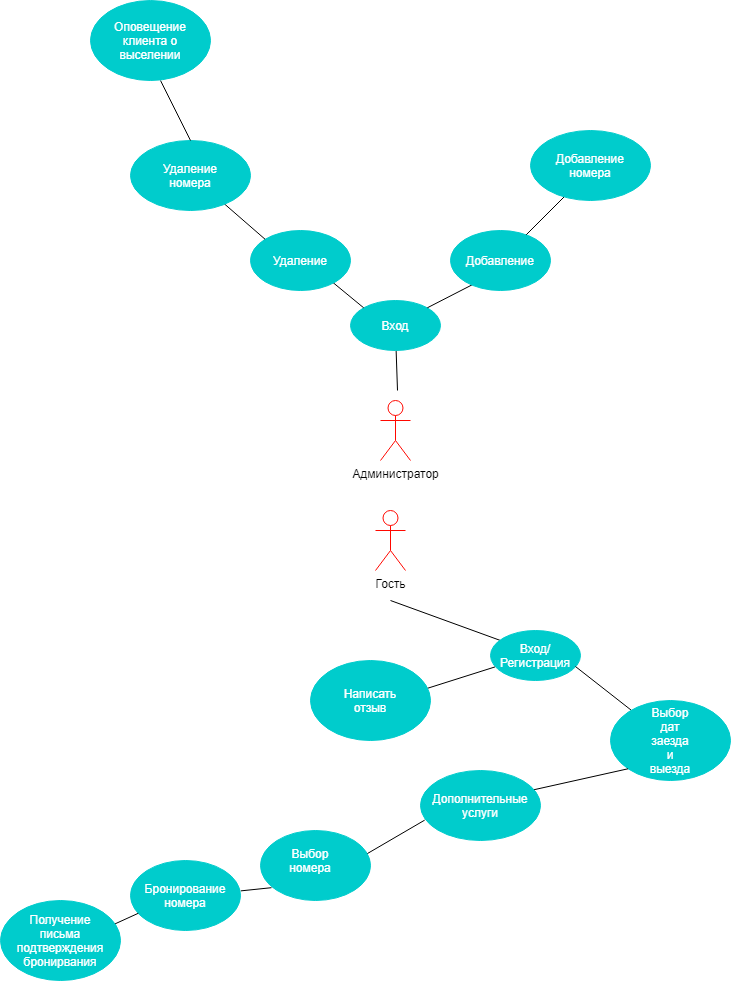 Оповещение
клиента о
выселении
Удаление
номера
Добавление
номера
Удаление
Добавление
Вход
Администратор
Гость
Вход/
Регистрация
Написать
отзыв
Выбор
дат
заезда
и
выезда
Дополнительные
услуги
Выбор
номера
Бронирование
номера
Получение
письма
подтверждения
бронирвания